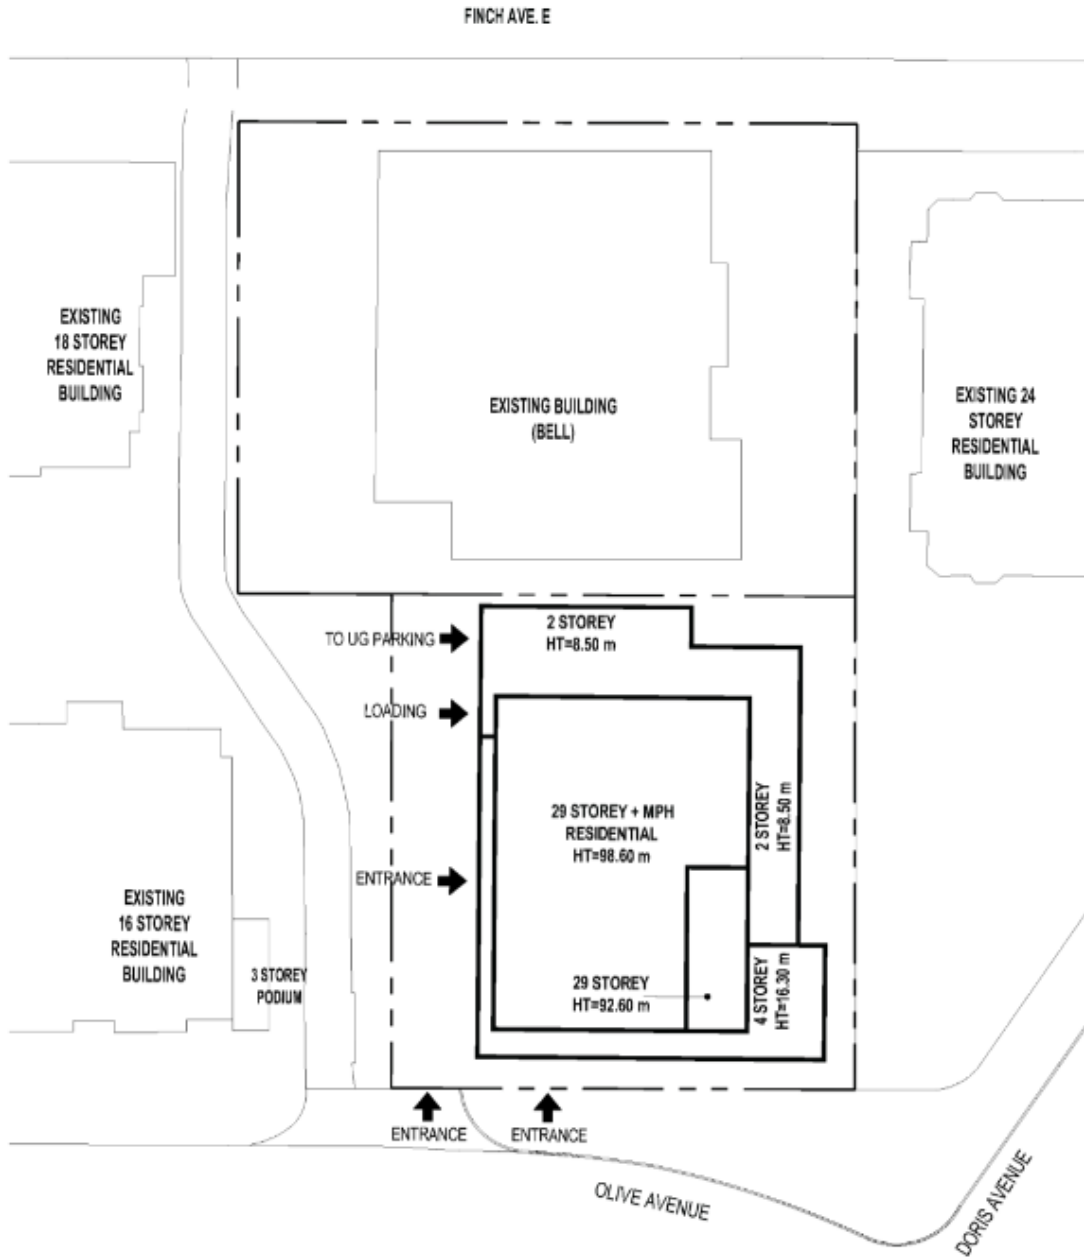 FINCH AVE. E
EXISTING
18 STOREY
RESIDENTIAL
BUILDING
EXISTING BUILDING
(BELL)
EXISTING 24
STOREY
RESIDENTIAL
BUILDING
TO UG PARKING
2 STOREY
HT=8.50 m
LOADING
29 STOREY + MPH
RESIDENTIAL
HT=98.60 m
2 STOREY
HT=8.50 m
ENTRANCE
EXISTING
16 STOREY
RESIDENTIAL
BUILDING
3 STOREY
PODIUM
29 STOREY
HT=92.60 m
4 STOREY
HT=16.30 m
ENTRANCE
ENTRANCE
OLIVE AVENUE
DORIS AVENUE